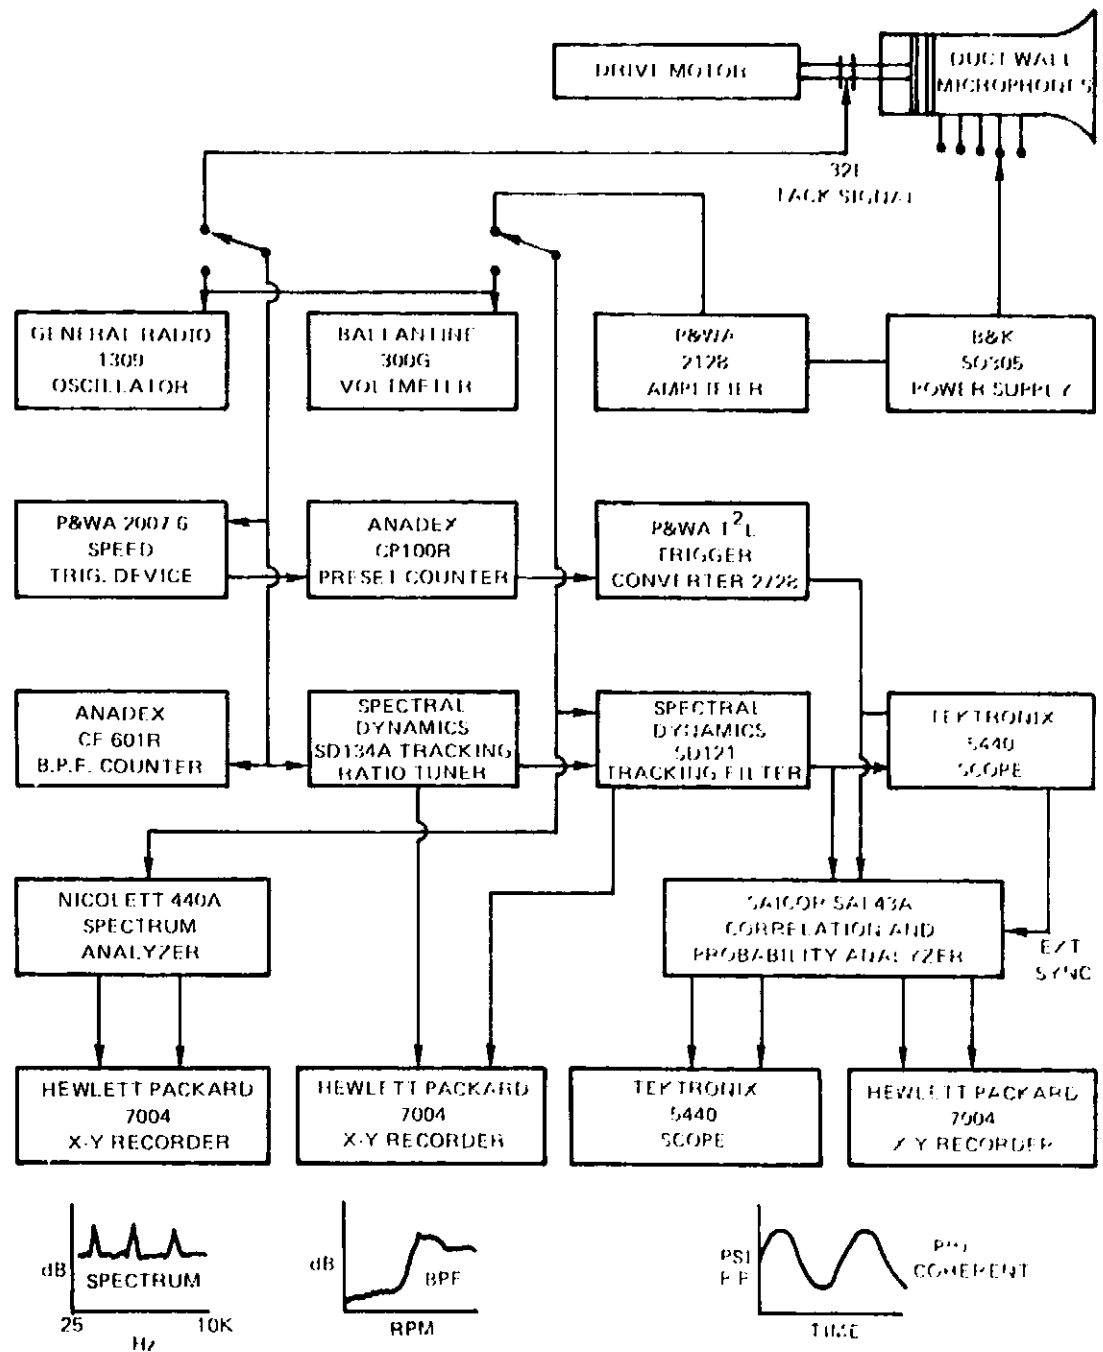 DRIVE MOTOR
DUCT WALL
MICROPHONES
SIGNAL
GENERAL RADIO
1309
OSCILLATOR
BALLANTINE
300G
VOLTMETER
P&WA
2128
AMPLIFIER
B&K
POWER SUPPLY
P&WA 2007 6
SPEED
TRIG. DEVICE
ANADEX
CP100R
PRESET COUNTER
P&WA T²L
TRIGGER
CONVERTER 2728
ANADEX
CF 601R
B.P.F. COUNTER
SPECTRAL
DYNAMICS
SD134A TRACKING
RATIO TUNER
SPECTRAL
DYNAMICS
SD121
TRACKING FILTER
TEKTRONIX
5440
SCOPE
NICOLETT 440A
SPECTRUM
ANALYZER
SAICOR SAI 43A
CORRELATION AND
PROBABILITY ANALYZER
EXT
SYNC
HEWLETT PACKARD
7004
X-Y RECORDER
HEWLETT PACKARD
7004
X-Y RECORDER
TEKTRONIX
5440
SCOPE
HEWLETT PACKARD
7004
X-Y RECORDER
dB
SPECTRUM
25
10K
Hz
dB
BPF
RPM
PSI
COHERENT
TIME